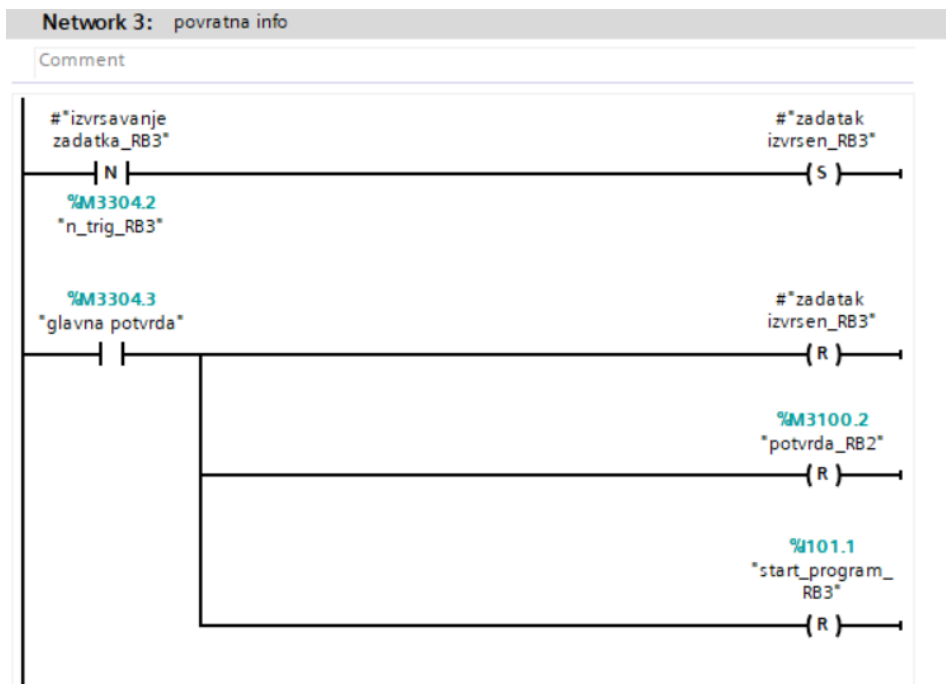 Network 3: povratna info
Comment
#"izvrsavanje
zadatka_RB3"
N
%M3304.2
"n_trig_RB3"
#"zadatak
izvrsen_RB3"
S
%M3304.3
"glavna potvrda"
#"zadatak
izvrsen_RB3"
R
%M3100.2
"potvrda_RB2"
R
%I101.1
"start_program_
RB3"
R